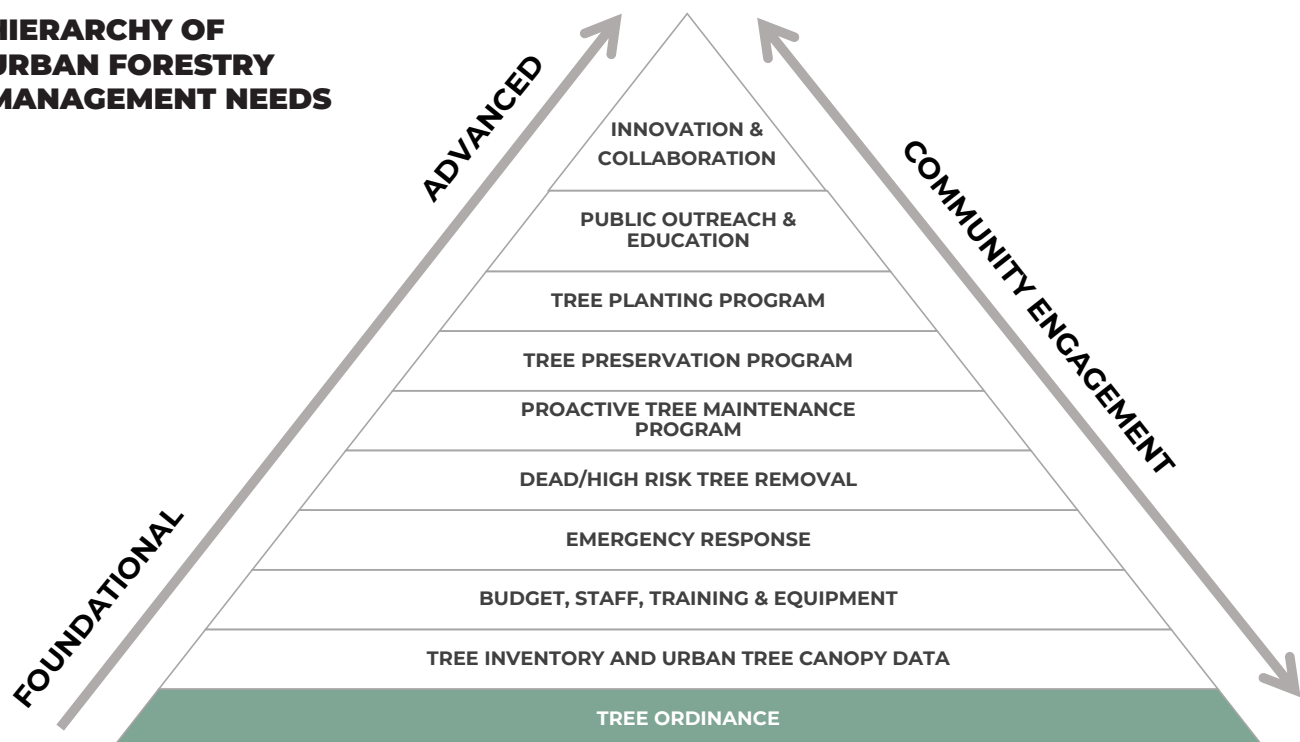 HIERARCHY OF
URBAN FORESTRY
MANAGEMENT NEEDS
ADVANCED
FOUNDATIONAL
COMMUNITY ENGAGEMENT
INNOVATION &
COLLABORATION
PUBLIC OUTREACH &
EDUCATION
TREE PLANTING PROGRAM
TREE PRESERVATION PROGRAM
PROACTIVE TREE MAINTENANCE
PROGRAM
DEAD/HIGH RISK TREE REMOVAL
EMERGENCY RESPONSE
BUDGET, STAFF, TRAINING & EQUIPMENT
TREE INVENTORY AND URBAN TREE CANOPY DATA
TREE ORDINANCE